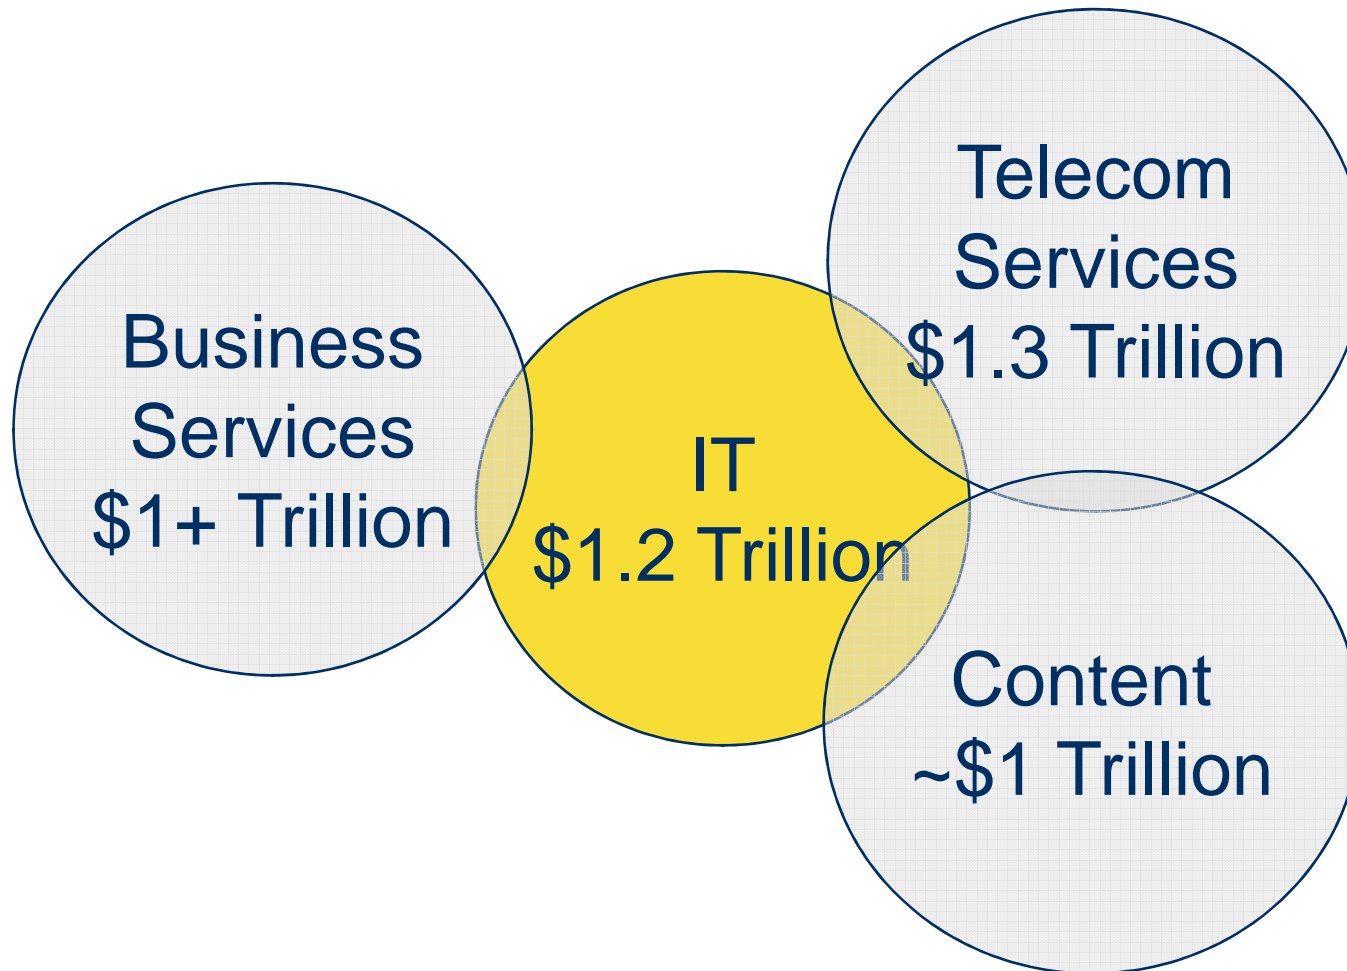 Business
Services
$1+ Trillion
IT
$1.2 Trillion
Telecom
Services
$1.3 Trillion
Content
~$1 Trillion